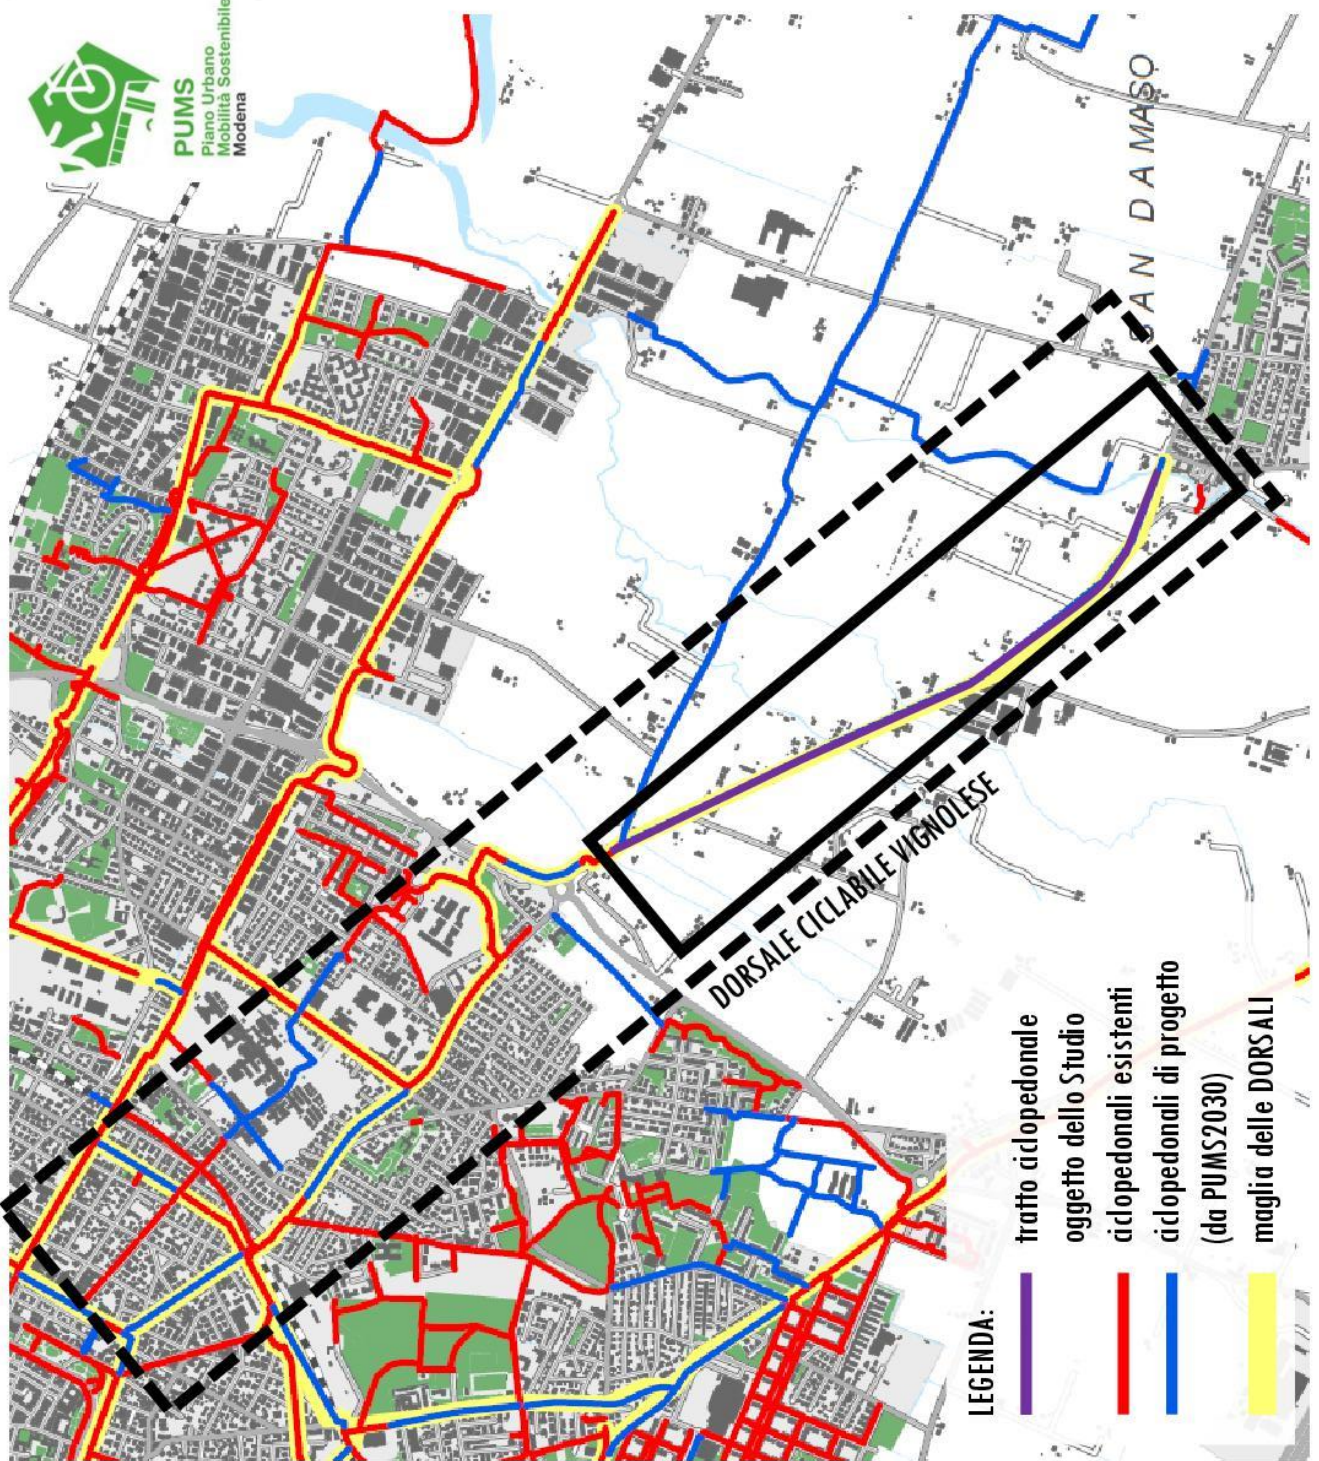 PUMS
Piano Urbano
Mobilità Sostenibile
Modena
SAN DAMASO
DORSALE CICLABILE VIGNOLESE
LEGENDA:
tratto ciclopedonale
oggetto dello Studio
ciclopedonali esistenti
ciclopedonali di progetto
(da PUMS2030)
maglia delle DORSALI
H